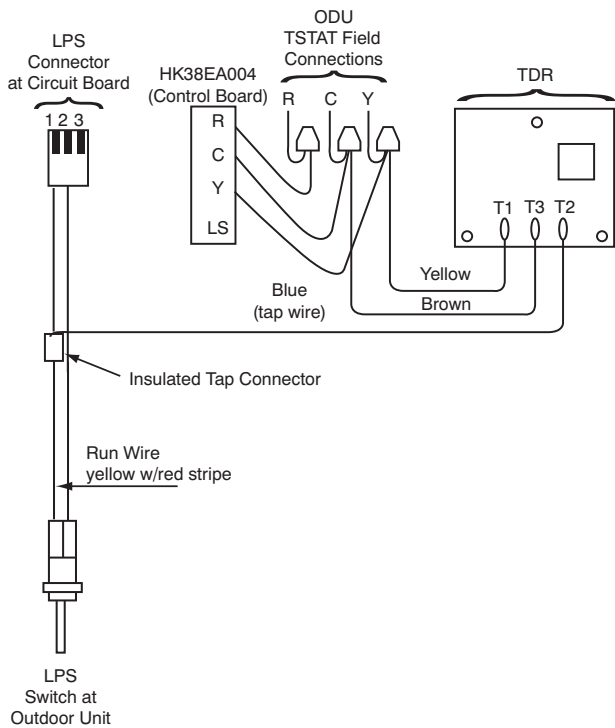 LPS
Connector
at Circuit Board
1 2 3
HK38EA004
(Control Board)
R
C
Y
LS
ODU
TSTAT Field
Connections
R C Y
TDR
T1 T3 T2
Yellow
Brown
Blue
(tap wire)
Insulated Tap Connector
Run Wire
yellow w/red stripe
LPS
Switch at
Outdoor Unit